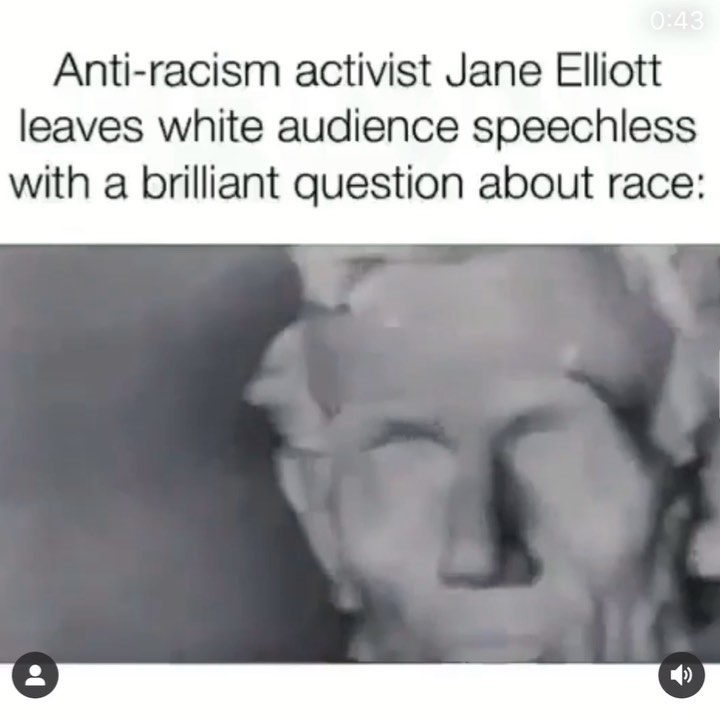 0:43
Anti-racism activist Jane Elliott
leaves white audience speechless
with a brilliant question about race: